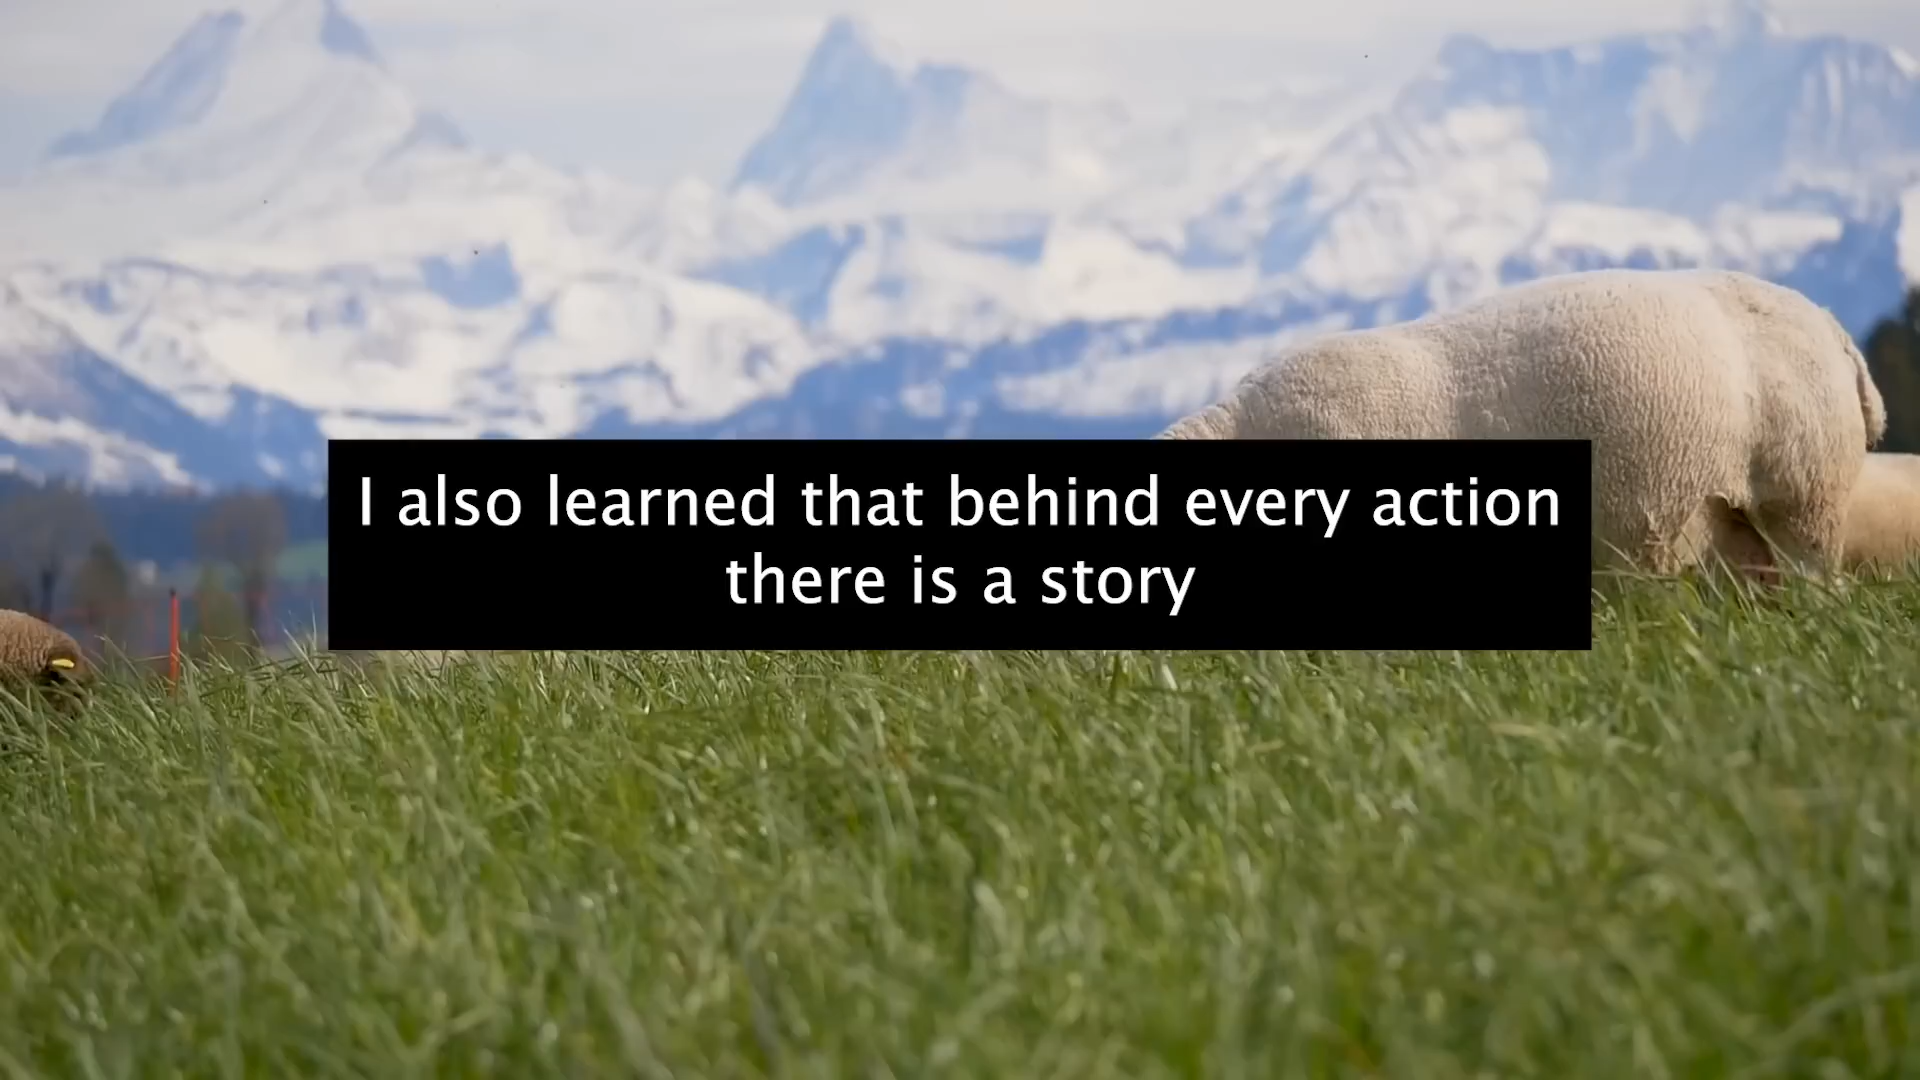 I also learned that behind every action
there is a story